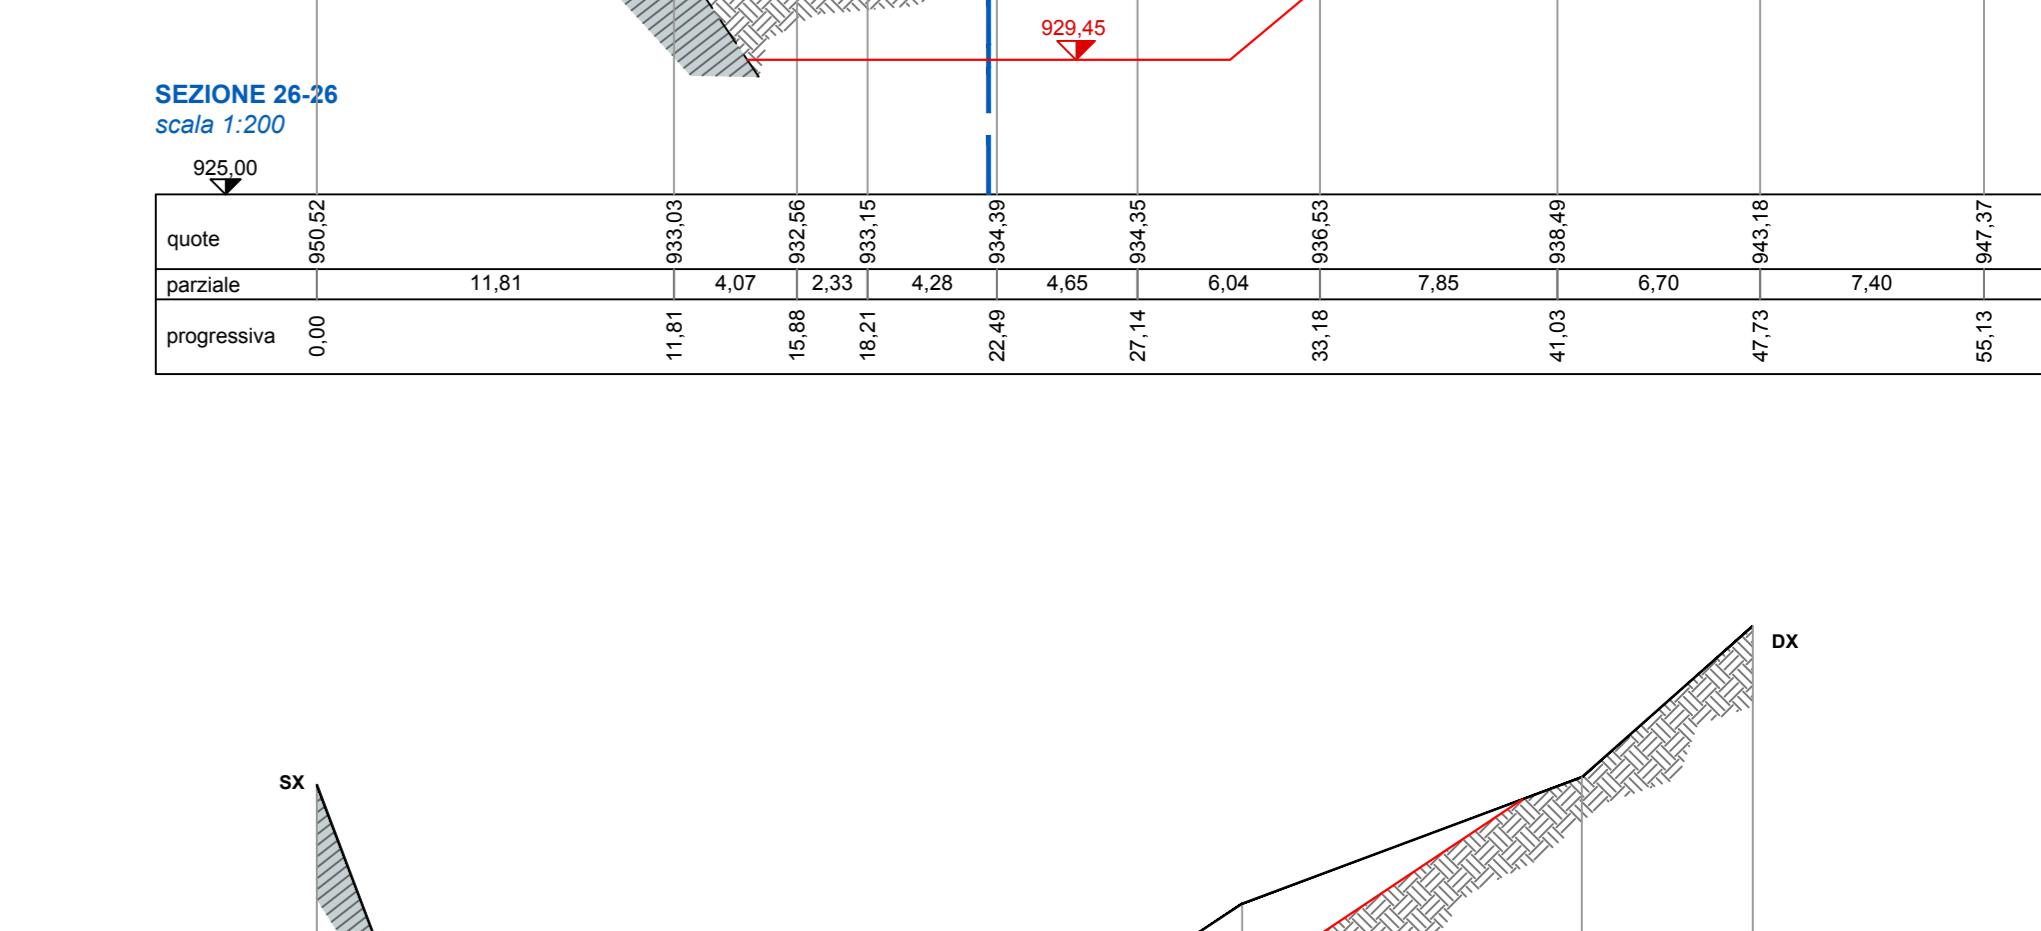 929,45
SEZIONE 26-26
scala 1:200
925,00
quote 950,52 933,03 932,56 933,15 934,39 934,35 936,53 938,49 943,18 947,37
parziale 11,81 4,07 2,33 4,28 4,65 6,04 7,85 6,70 7,40
progressiva 0,00 11,81 15,88 18,21 22,49 27,14 33,18 41,03 47,73 55,13
DX
SX